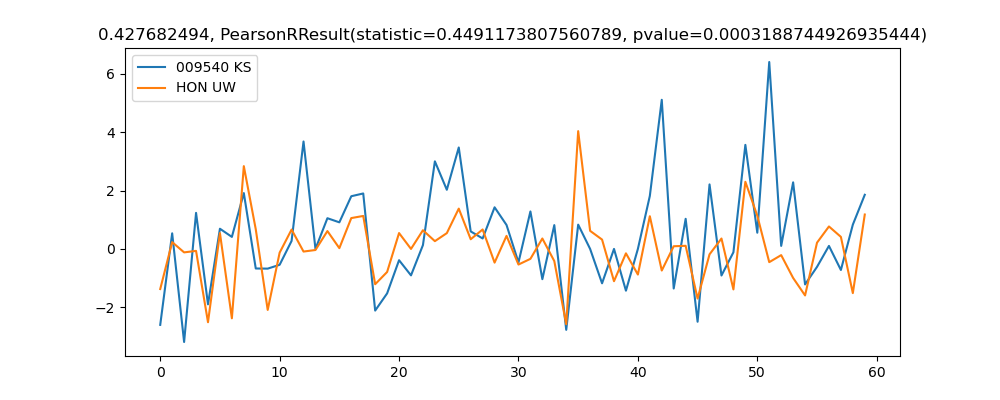 0.427682494, PearsonRResult(statistic=0.4491173807560789, pvalue=0.0003188744926935444)
009540 KS
HON UW
6
4
2
0
−2
0 10 20 30 40 50 60